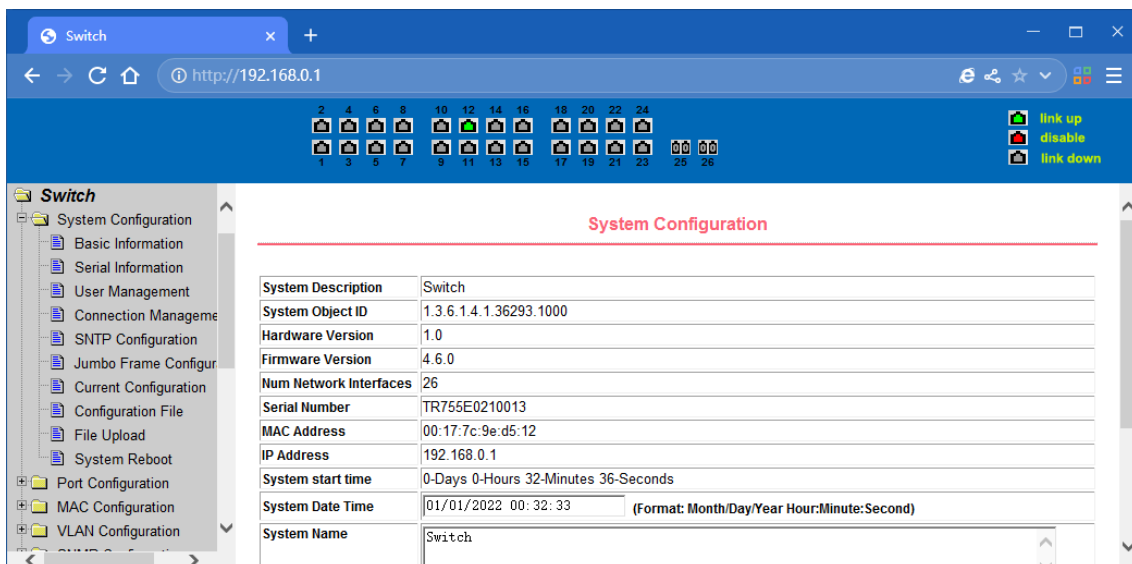 Switch
http://192.168.0.1
2 4 6 8 10 12 14 16 18 20 22 24
1 3 5 7 9 11 13 15 17 19 21 23 25 26
link up
disable
link down
Switch
System Configuration
Basic Information
Serial Information
User Management
Connection Manageme
SNTP Configuration
Jumbo Frame Configur
Current Configuration
Configuration File
File Upload
System Reboot
Port Configuration
MAC Configuration
VLAN Configuration
System Configuration
System Description Switch
System Object ID 1.3.6.1.4.1.36293.1000
Hardware Version 1.0
Firmware Version 4.6.0
Num Network Interfaces 26
Serial Number TR755E0210013
MAC Address 00:17:7c:9e:d5:12
IP Address 192.168.0.1
System start time 0-Days 0-Hours 32-Minutes 36-Seconds
System Date Time 01/01/2022 00:32:33 (Format: Month/Day/Year Hour:Minute:Second)
System Name Switch